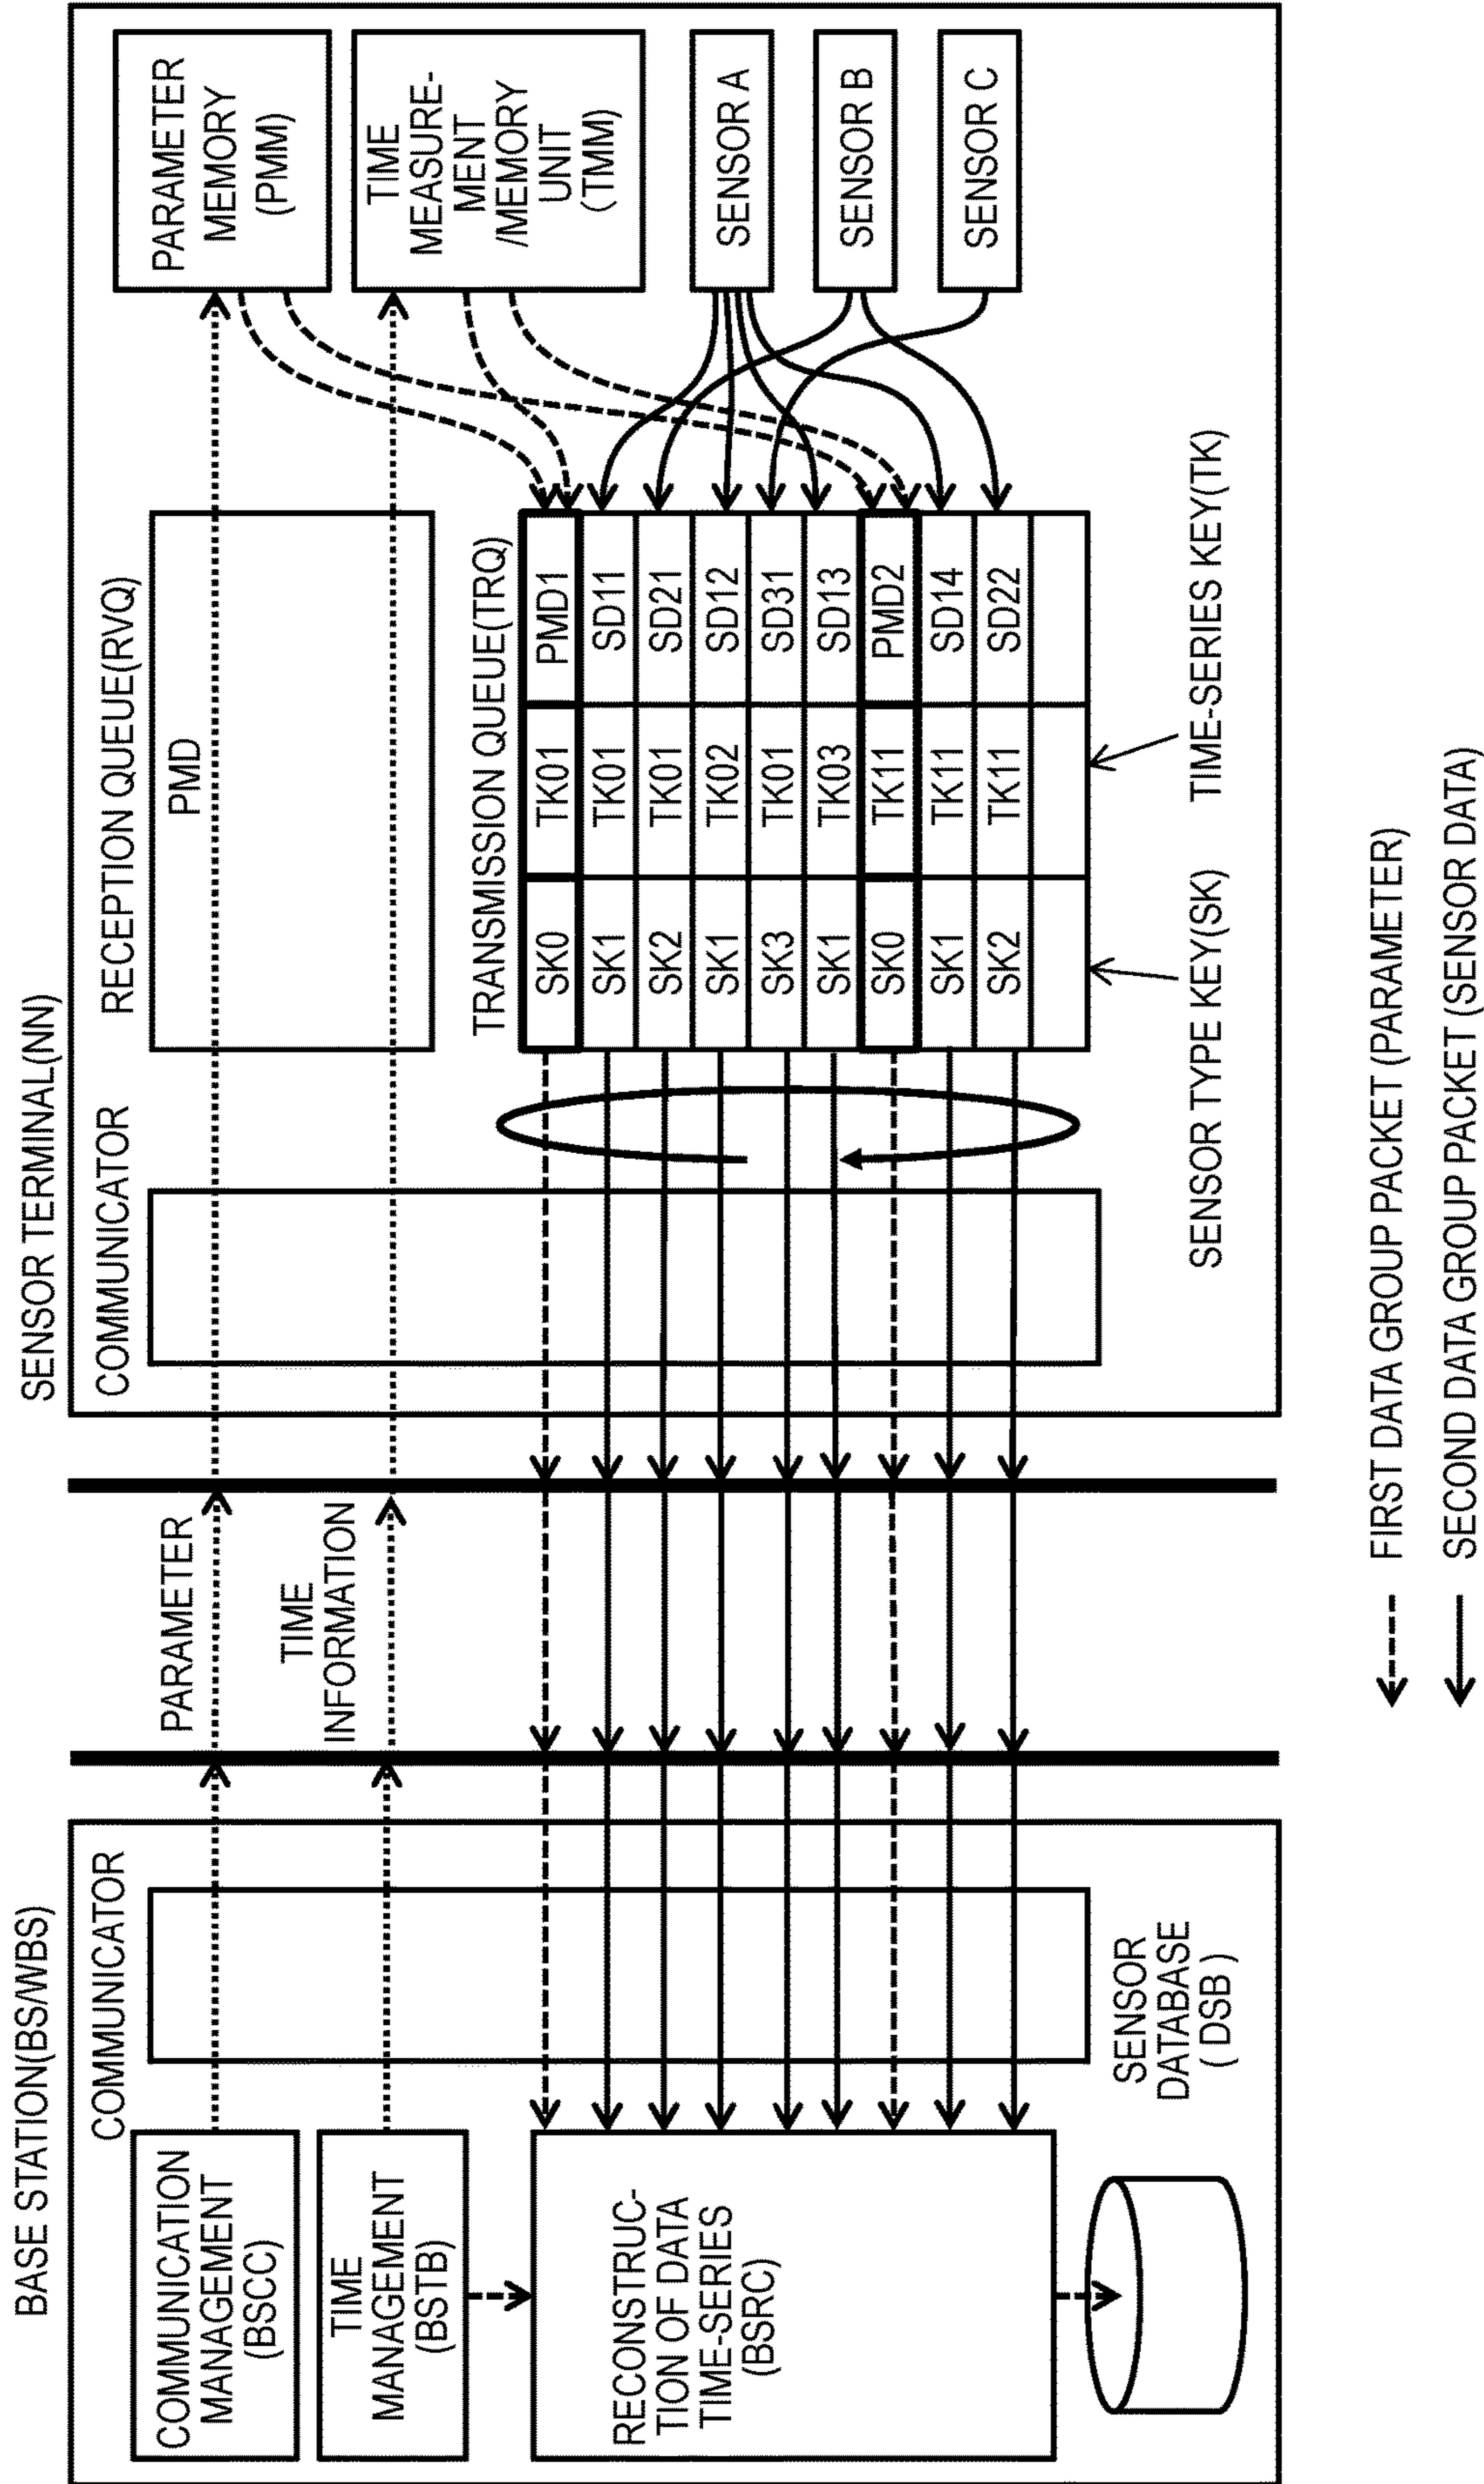 BASE STATION(BS/WBS)
COMMUNICATOR
COMMUNICATION
MANAGEMENT
(BSCC)
TIME
MANAGEMENT
(BSTB)
RECONSTRUC-
TION OF DATA
TIME-SERIES
(BSRC)
SENSOR
DATABASE
( DSB )
PARAMETER
TIME
INFORMATION
SENSOR TERMINAL(NN)
COMMUNICATOR
RECEPTION QUEUE(RVQ)
PMD
TRANSMISSION QUEUE(TRQ)
SK0 TK01 PMD1
SK1 TK01 SD11
SK2 TK01 SD21
SK1 TK02 SD12
SK3 TK01 SD31
SK1 TK03 SD13
SK0 TK11 PMD2
SK1 TK11 SD14
SK2 TK11 SD22
SENSOR TYPE KEY(SK)
TIME-SERIES KEY(TK)
PARAMETER
MEMORY
(PMM)
TIME
MEASURE-
MENT
/MEMORY
UNIT
(TMM)
SENSOR A
SENSOR B
SENSOR C
FIRST DATA GROUP PACKET (PARAMETER)
SECOND DATA GROUP PACKET (SENSOR DATA)